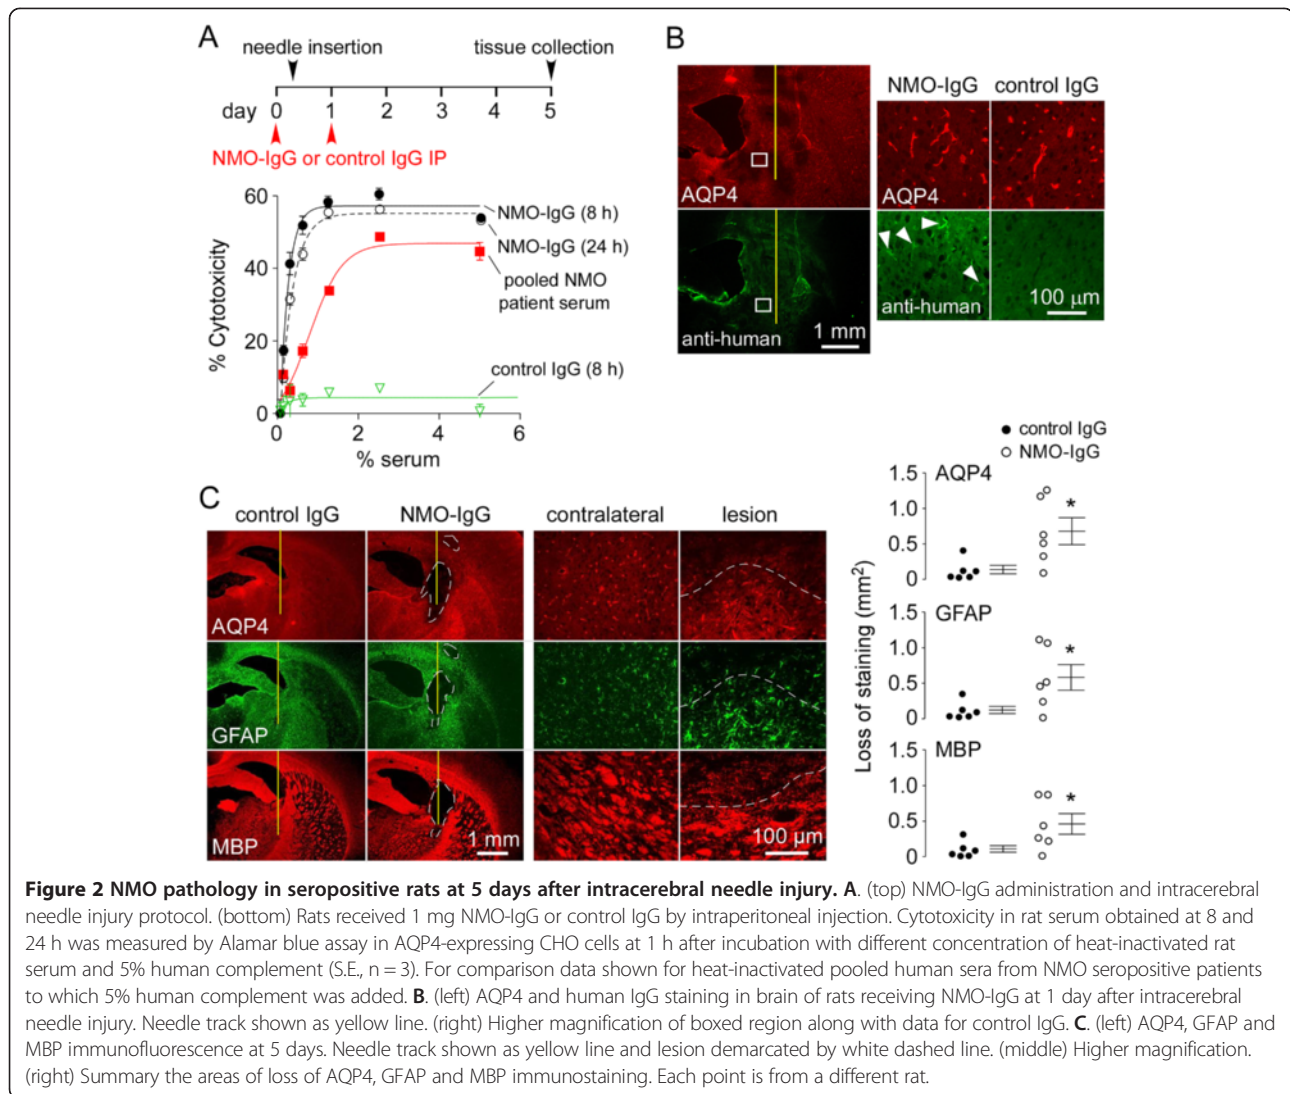 A
needle insertion
tissue collection
day 0 1 2 3 4 5
NMO-IgG or control IgG IP
60
40
20
0
% Cytotoxicity
0 2 4 6
% serum
NMO-IgG (8 h)
NMO-IgG (24 h)
pooled NMO
patient serum
control IgG (8 h)
B
AQP4
anti-human
1 mm
NMO-IgG control IgG
AQP4
anti-human
100 µm
C
control IgG NMO-IgG contralateral lesion
AQP4
GFAP
MBP
1 mm
100 µm
control IgG
NMO-IgG
Loss of staining (mm²)
AQP4
1.5
1.0
0.5
0
*
GFAP
1.5
1.0
0.5
0
*
MBP
1.5
1.0
0.5
0
*
Figure 2 NMO pathology in seropositive rats at 5 days after intracerebral needle injury. A. (top) NMO-IgG administration and intracerebral
needle injury protocol. (bottom) Rats received 1 mg NMO-IgG or control IgG by intraperitoneal injection. Cytotoxicity in rat serum obtained at 8 and
24 h was measured by Alamar blue assay in AQP4-expressing CHO cells at 1 h after incubation with different concentration of heat-inactivated rat
serum and 5% human complement (S.E., n = 3). For comparison data shown for heat-inactivated pooled human sera from NMO seropositive patients
to which 5% human complement was added. B. (left) AQP4 and human IgG staining in brain of rats receiving NMO-IgG at 1 day after intracerebral
needle injury. Needle track shown as yellow line. (right) Higher magnification of boxed region along with data for control IgG. C. (left) AQP4, GFAP and
MBP immunofluorescence at 5 days. Needle track shown as yellow line and lesion demarcated by white dashed line. (middle) Higher magnification.
(right) Summary the areas of loss of AQP4, GFAP and MBP immunostaining. Each point is from a different rat.